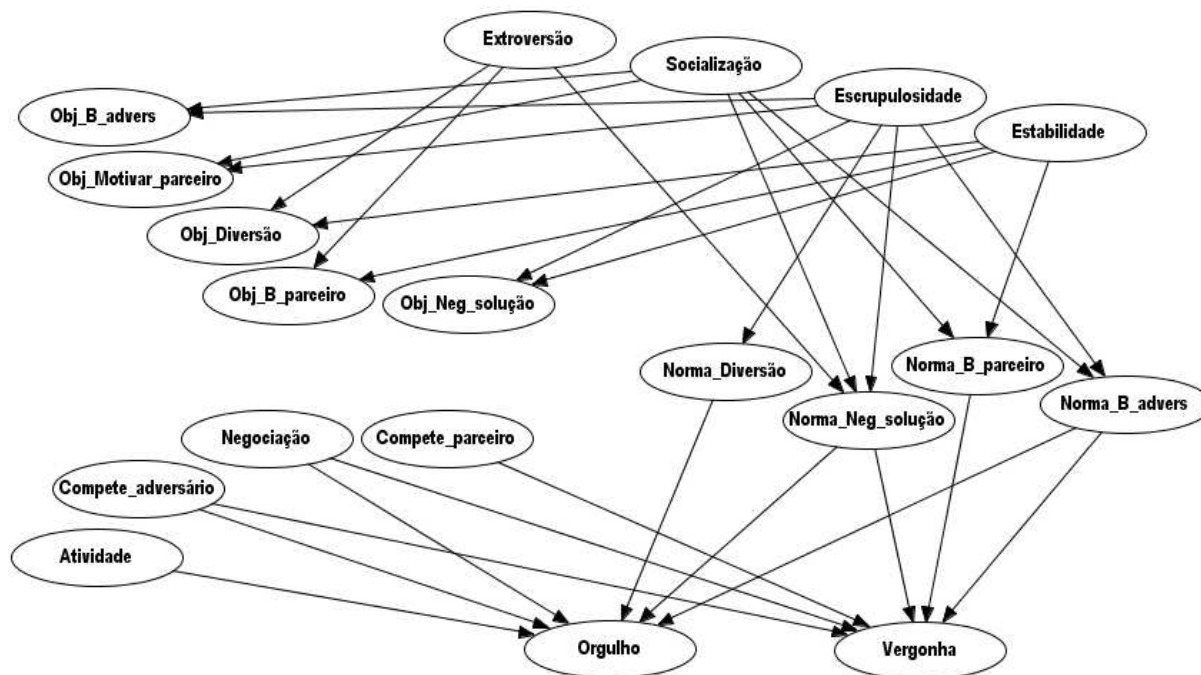 Extroversão
Socialização
Escrupulosidade
Obj_B_advers
Estabilidade
Obj_Motivar_parceiro
Obj_Diversão
Obj_B_parceiro
Obj_Neg_solução
Norma_Diversão
Norma_B_parceiro
Norma_B_advers
Norma_Neg_solução
Negociação
Compete_parceiro
Compete_adversário
Atividade
Orgulho
Vergonha